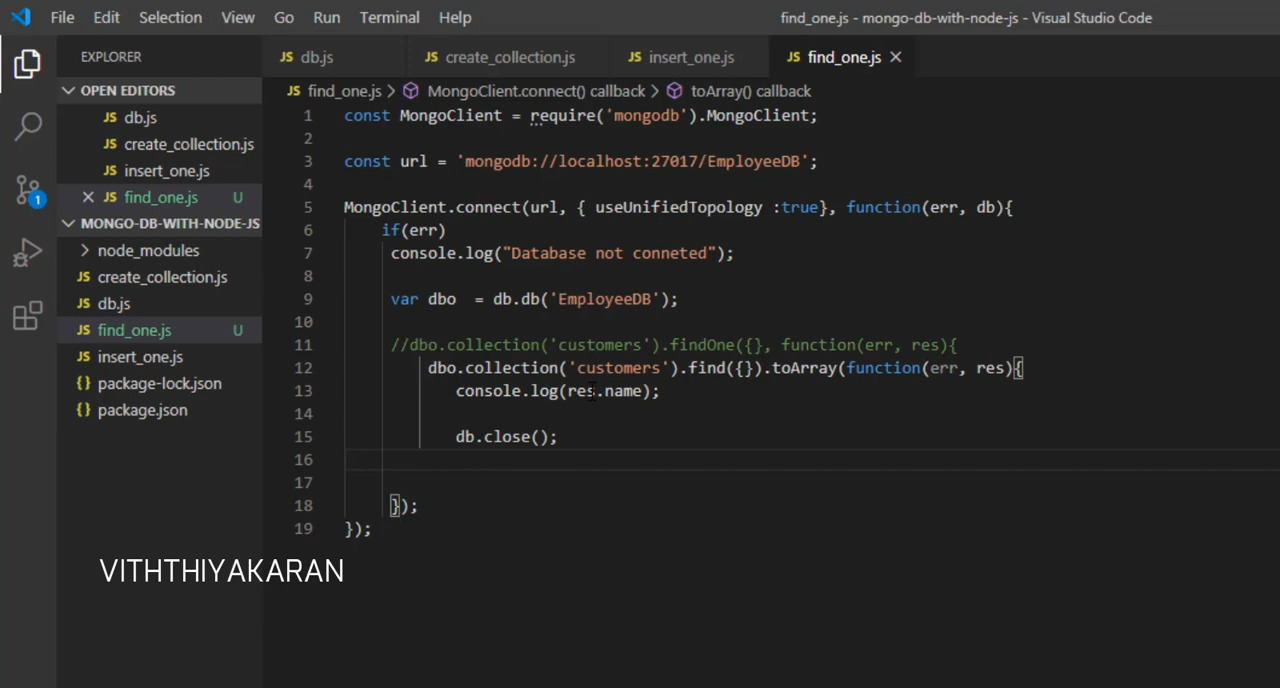 File Edit Selection View Go Run Terminal Help find_one.js - mongo-db-with-node-js - Visual Studio Code
EXPLORER
OPEN EDITORS
JS db.js
JS create_collection.js
JS insert_one.js
JS find_one.js U
MONGO-DB-WITH-NODE-JS
node_modules
JS create_collection.js
JS db.js
JS find_one.js U
JS insert_one.js
{} package-lock.json
{} package.json
1
JS db.js JS create_collection.js JS insert_one.js JS find_one.js
JS find_one.js > MongoClient.connect() callback > toArray() callback
1 const MongoClient = require('mongodb').MongoClient;
2
3 const url = 'mongodb://localhost:27017/EmployeeDB';
4
5 MongoClient.connect(url, { useUnifiedTopology :true}, function(err, db){
6 if(err)
7 console.log("Database not conneted");
8
9 var dbo  = db.db('EmployeeDB');
10
11 //dbo.collection('customers').findOne({}, function(err, res){
12 dbo.collection('customers').find({}).toArray(function(err, res){
13 console.log(res.name);
14
15 db.close();
16
17
18 });
19 });
VITHTHIYAKARAN